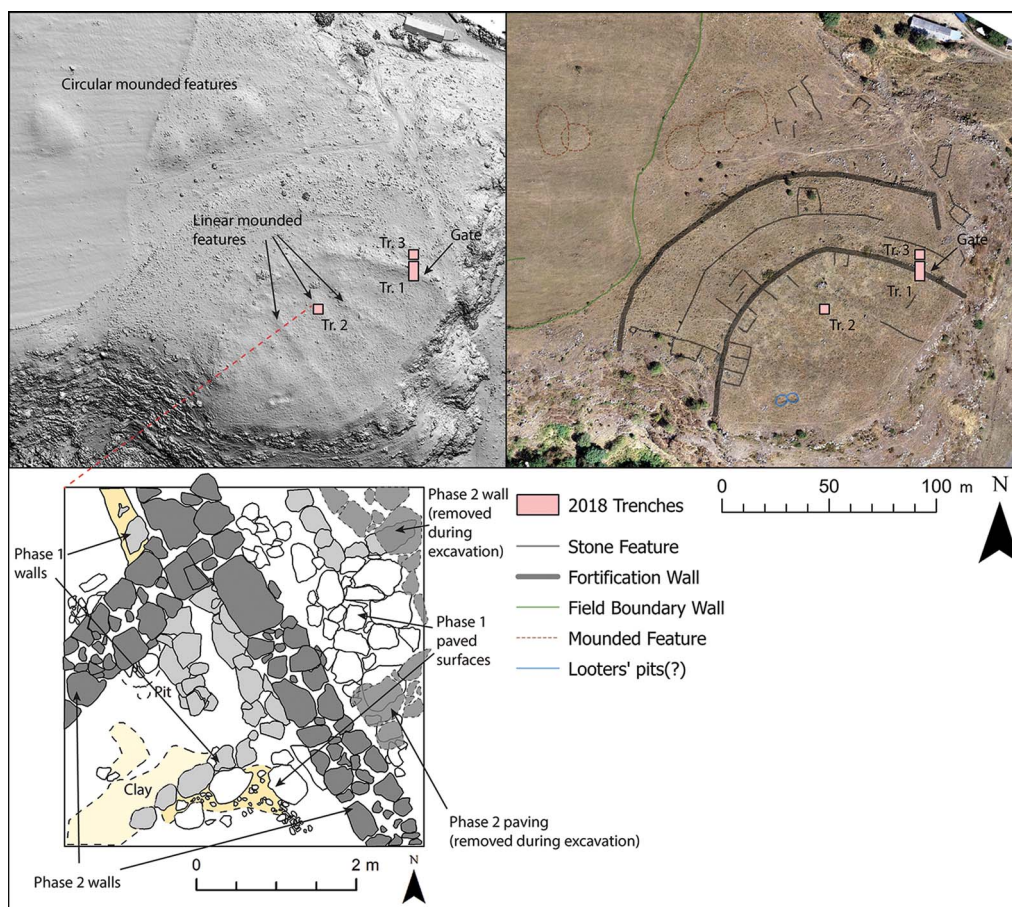 Circular mounded features
Linear mounded
features
Tr. 3
Gate
Tr. 1
Tr. 2
Tr. 3
Gate
Tr. 1
Tr. 2
Phase 1
walls
Pit
Clay
Phase 2 walls
Phase 2 wall
(removed
during
excavation)
Phase 1
paved
surfaces
Phase 2 paving
(removed during excavation)
0 2 m
N
0 50 100 m
N
2018 Trenches
Stone Feature
Fortification Wall
Field Boundary Wall
Mounded Feature
Looters' pits(?)